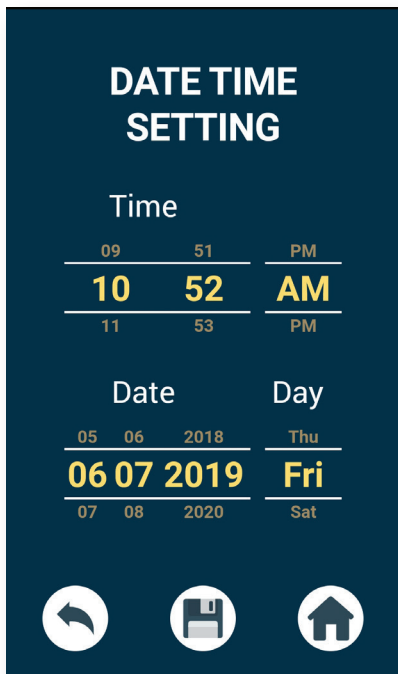 DATE TIME
SETTING
Time
09 51 PM
10 52 AM
11 53 PM
Date Day
05 06 2018 Thu
06 07 2019 Fri
07 08 2020 Sat